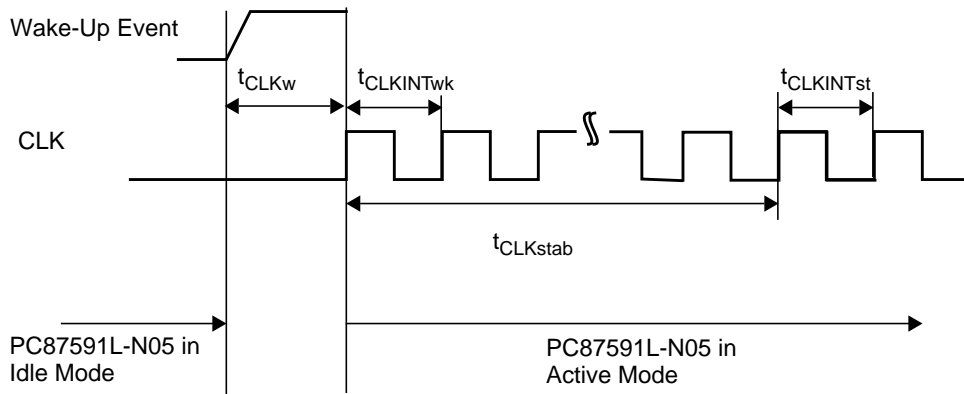 Wake-Up Event
tCLKw
tCLKINTwk
tCLKINTst
CLK
tCLKstab
PC87591L-N05 in
Idle Mode
PC87591L-N05 in
Active Mode